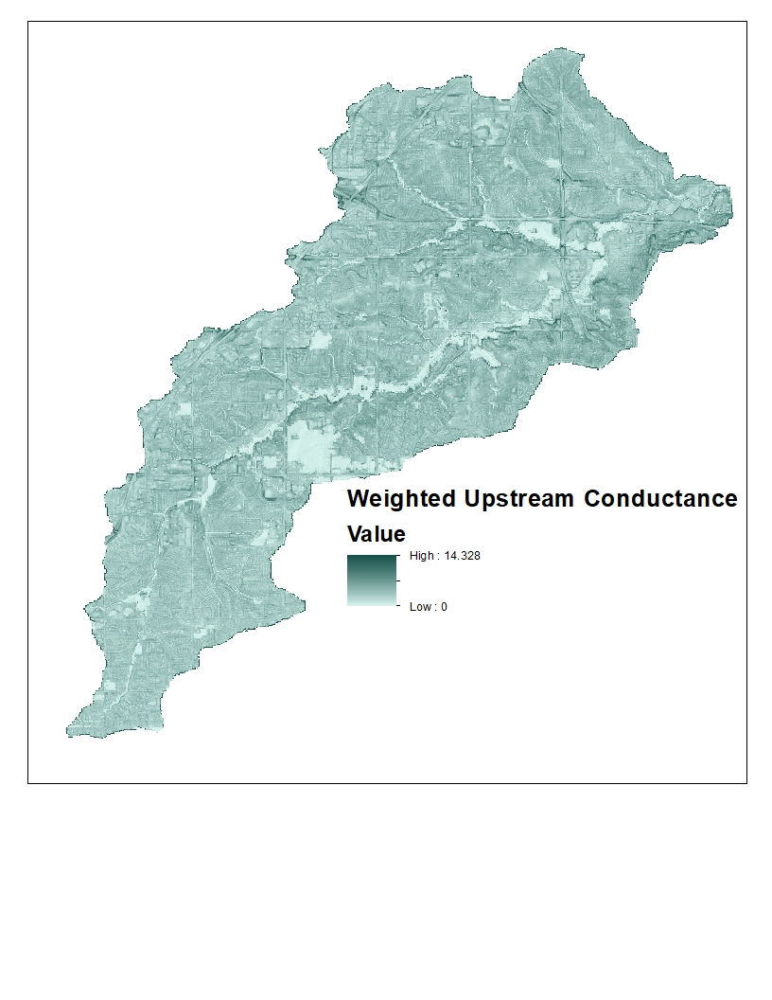 Weighted Upstream Conductance
Value
High : 14.328
Low : 0